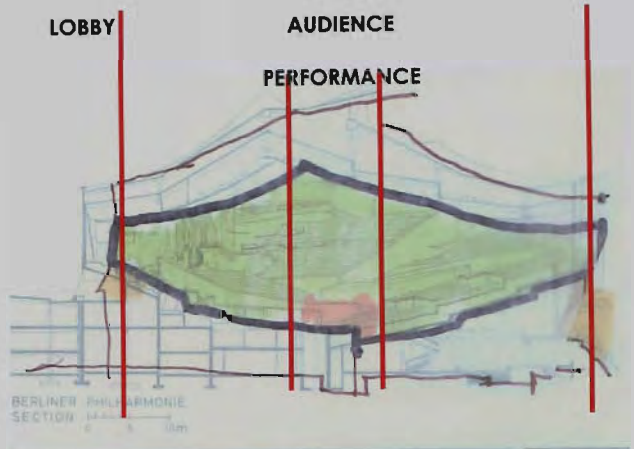 LOBBY
AUDIENCE
PERFORMANCE
BERLINER PHILHARMONIE
SECTION
0 5 10m